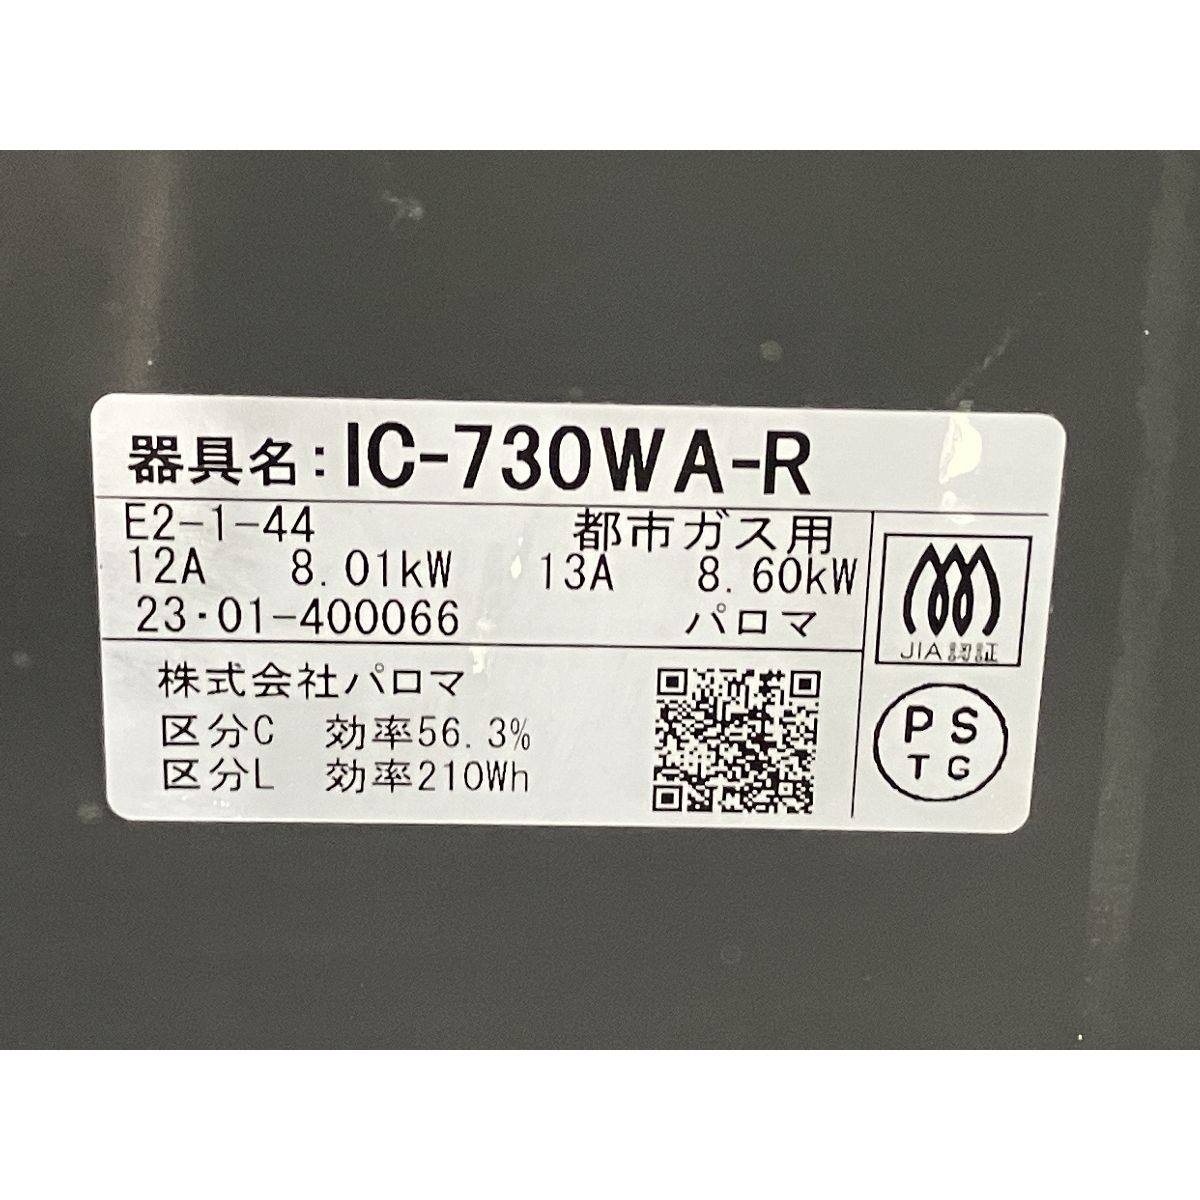 器具名:IC-730WA-R
E2-1-44 都市ガス用
12A 8.01kW 13A 8.60kW
23・01-400066 パロマ
JIA認証
株式会社パロマ
区分C 効率56.3%
区分L 効率210Wh
PS
TG